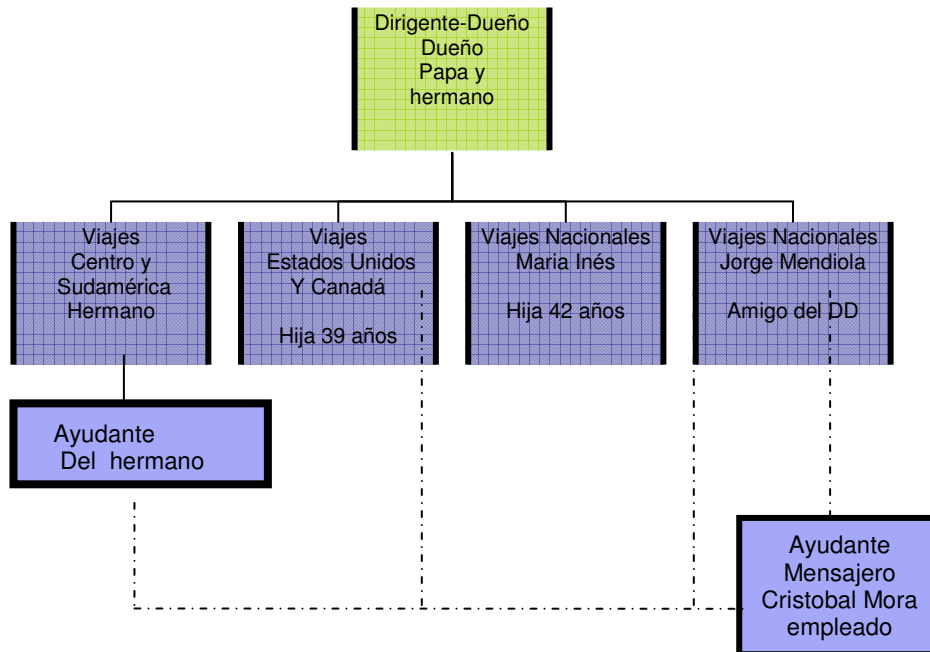 Dirigente-Dueño
Dueño
Papa y
hermano
Viajes
Centro y
Sudamérica
Hermano
Viajes
Estados Unidos
Y Canadá
Hija 39 años
Viajes Nacionales
Maria Inés
Hija 42 años
Viajes Nacionales
Jorge Mendiola
Amigo del DD
Ayudante
Del hermano
Ayudante
Mensajero
Cristobal Mora
empleado